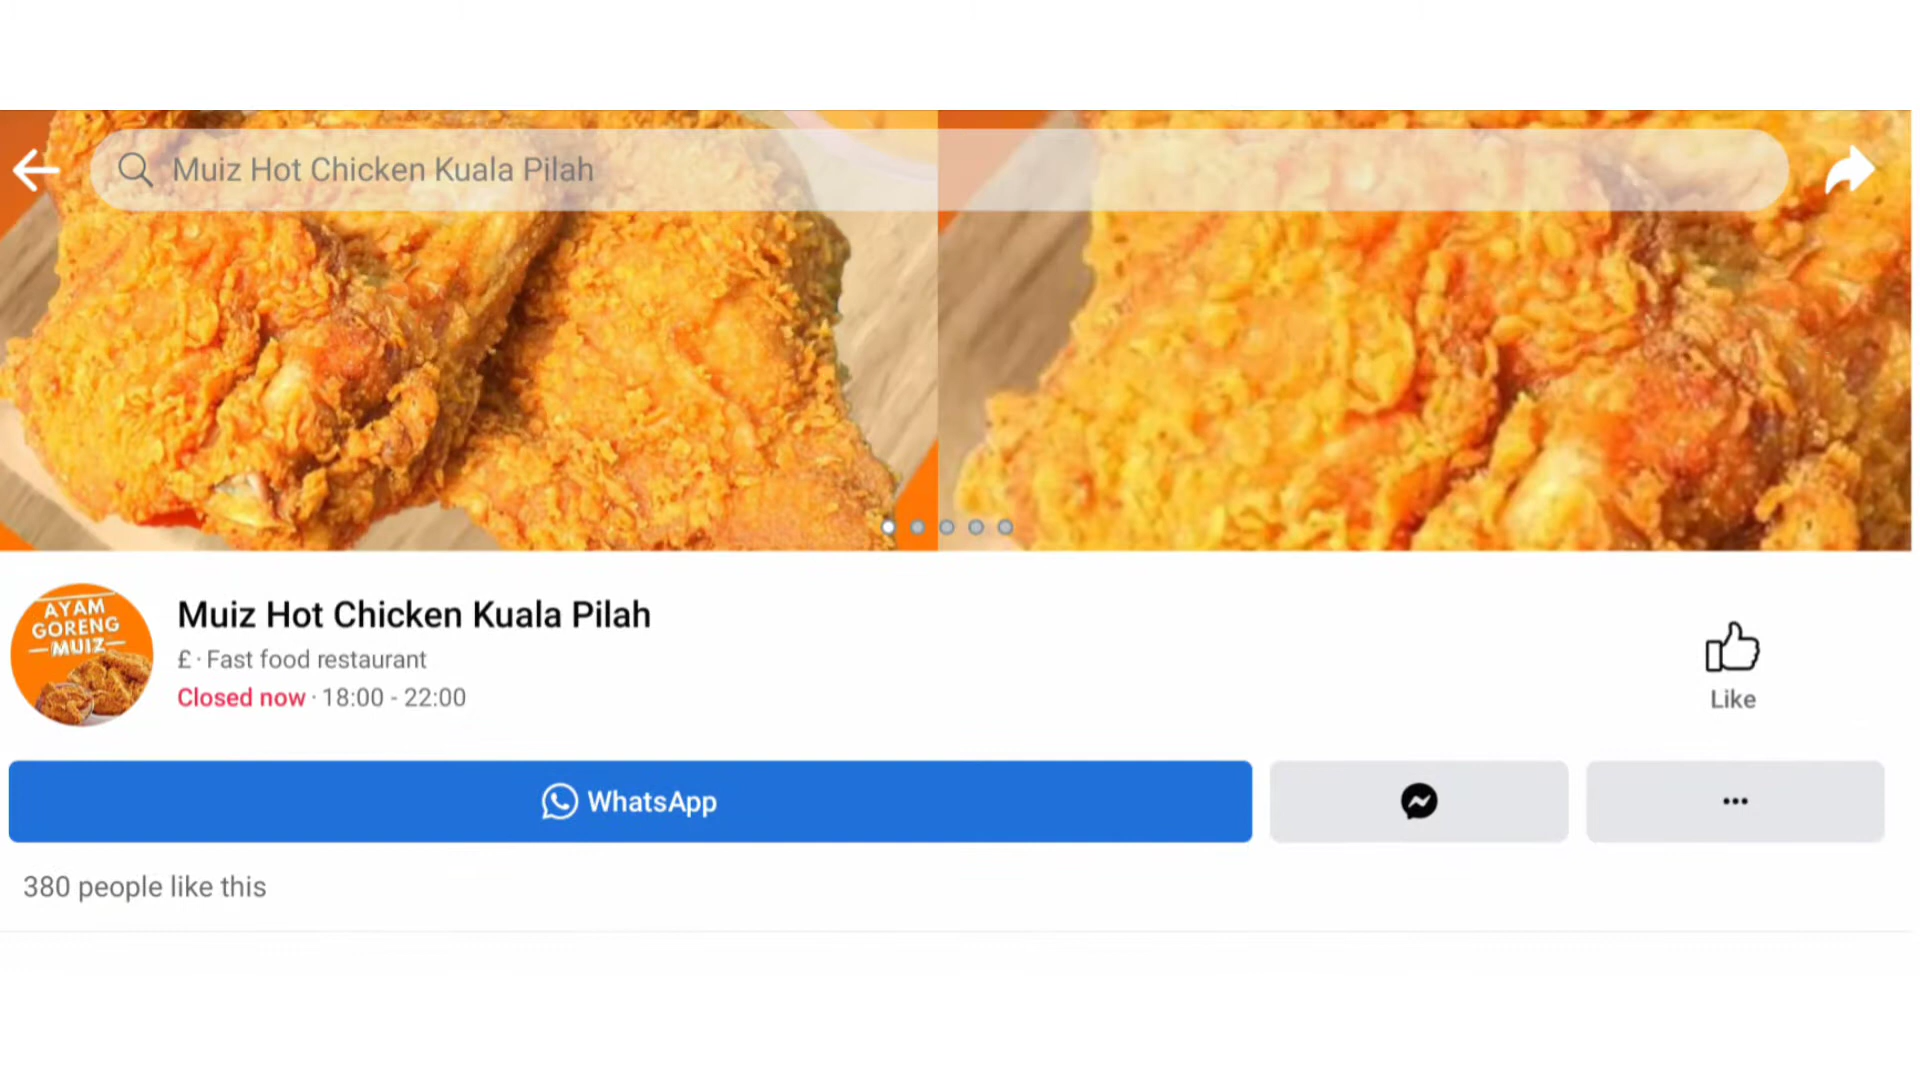 Muiz Hot Chicken Kuala Pilah
AYAM
GORENG
MUIZ
Muiz Hot Chicken Kuala Pilah
£ · Fast food restaurant
Closed now · 18:00 - 22:00
Like
WhatsApp
380 people like this